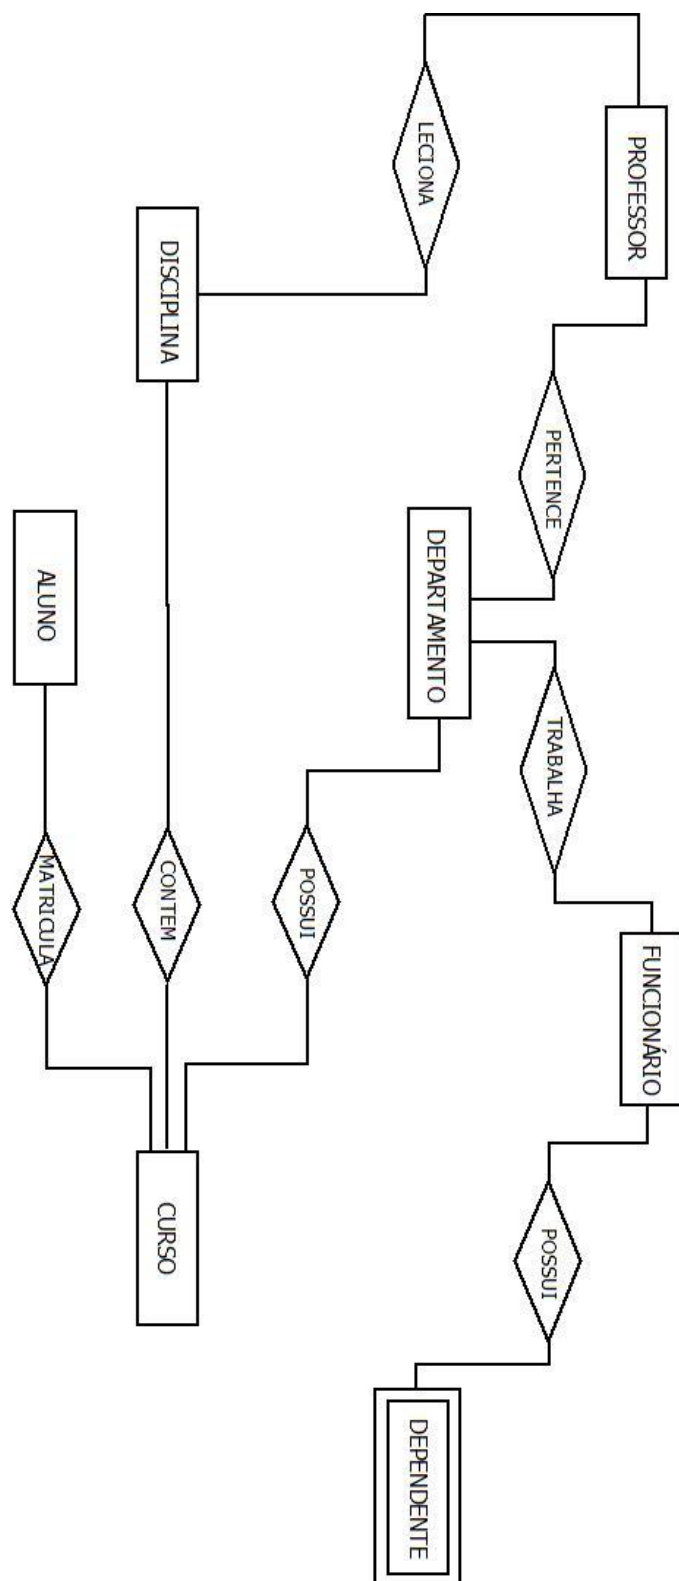 PROFESSOR
FUNCIONÁRIO
PERTENCE
TRABALHA
POSSUI
LECIONA
DEPARTAMENTO
DEPENDENTE
POSSUI
DISCIPLINA
CONTEM
CURSO
ALUNO
MATRICULA